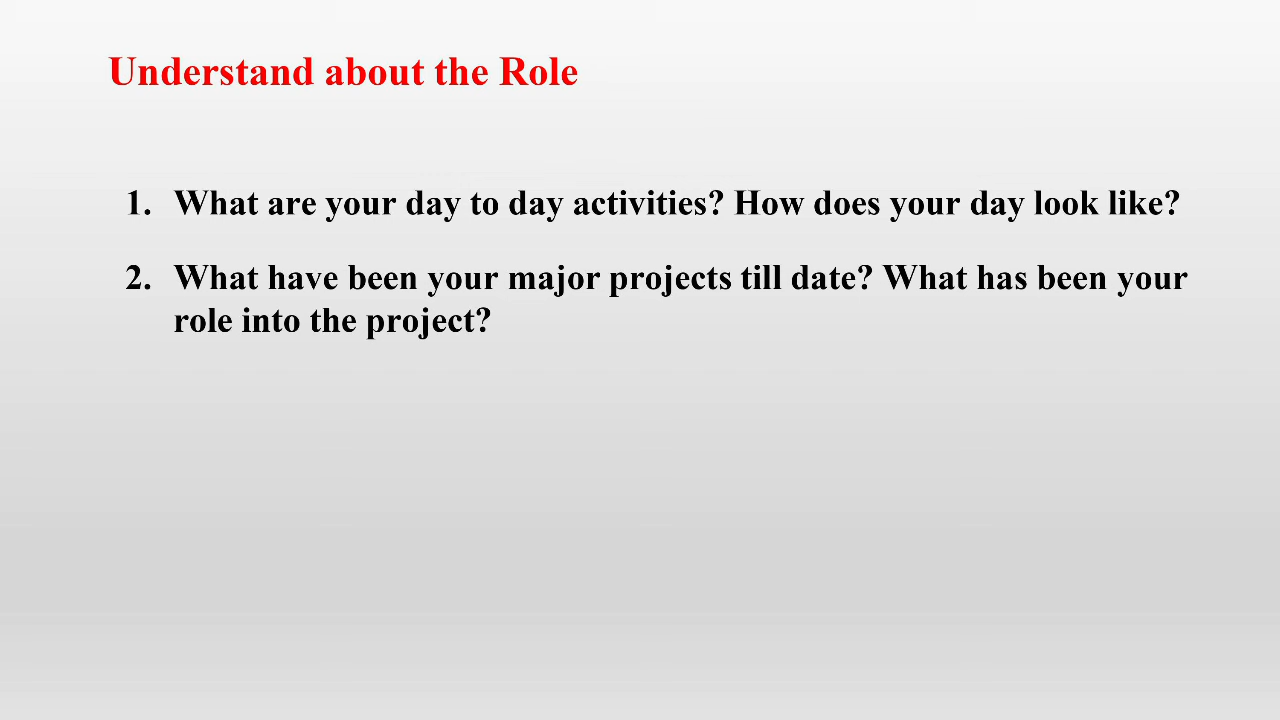 Understand about the Role
1. What are your day to day activities? How does your day look like?
2. What have been your major projects till date? What has been your
role into the project?